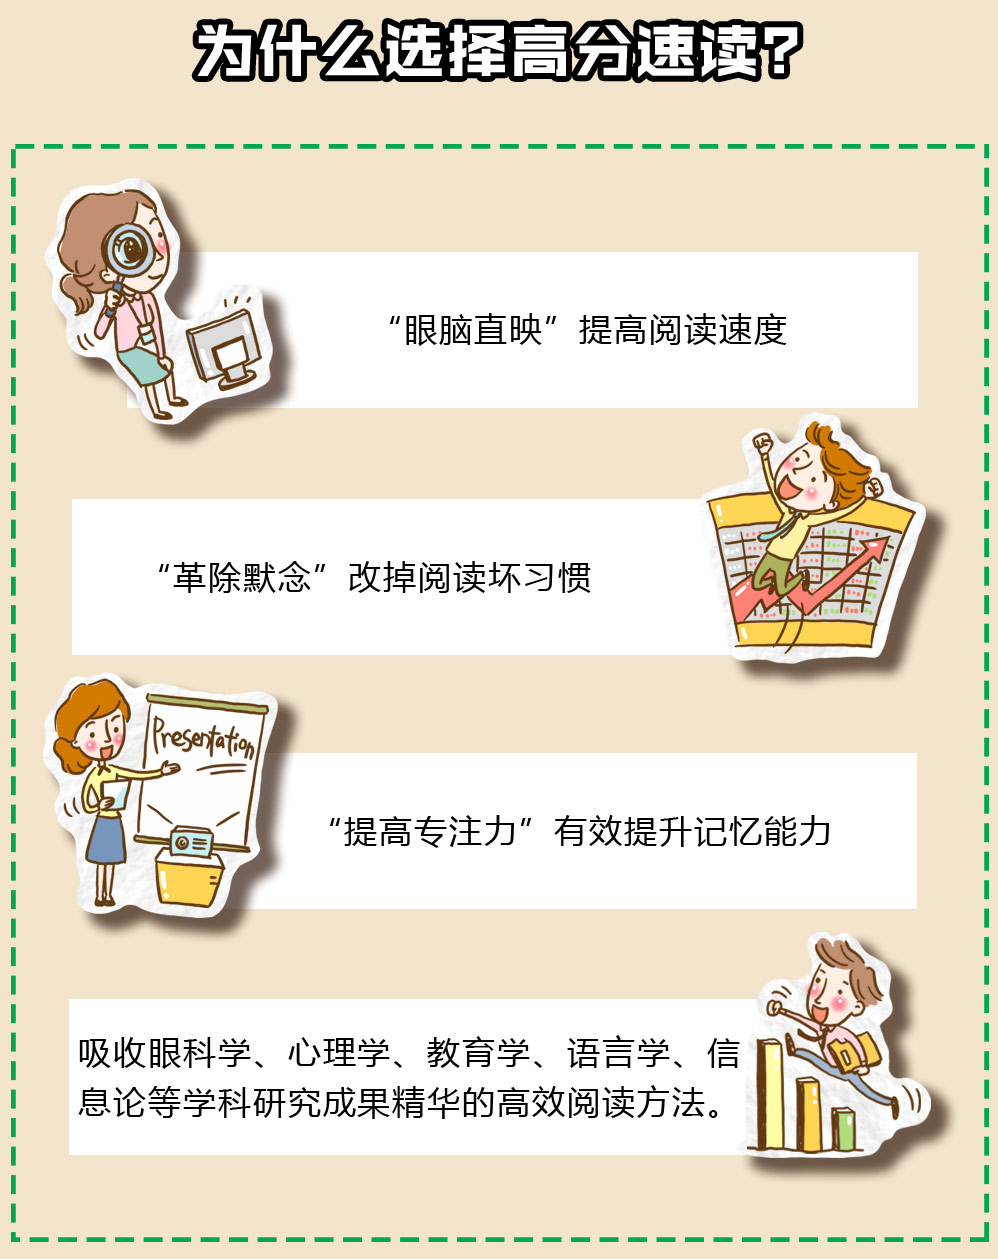 为什么选择高分速读?
“眼脑直映”提高阅读速度
“革除默念”改掉阅读坏习惯
Presentation
“提高专注力”有效提升记忆能力
吸收眼科学、心理学、教育学、语言学、信
息论等学科研究成果精华的高效阅读方法。